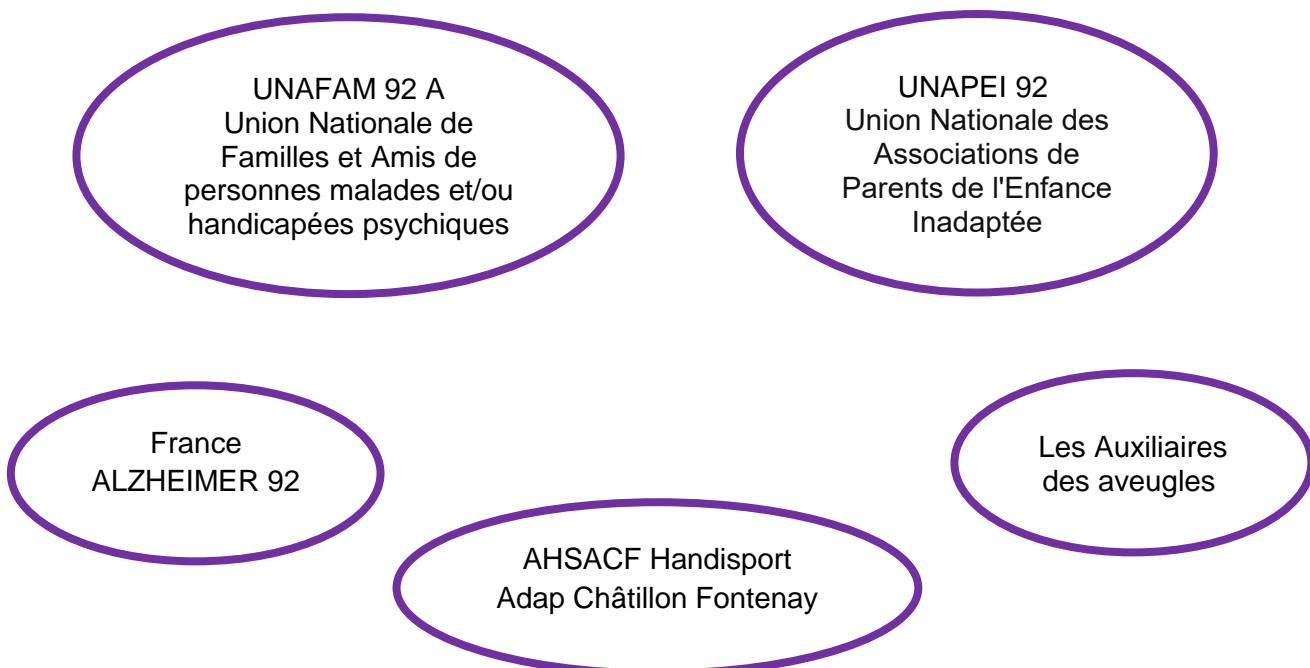 UNAFAM 92 A
Union Nationale de
Familles et Amis de
personnes malades et/ou
handicapées psychiques
UNAPEI 92
Union Nationale des
Associations de
Parents de l'Enfance
Inadaptée
France
ALZHEIMER 92
Les Auxiliaires
des aveugles
AHSACF Handisport
Adap Châtillon Fontenay